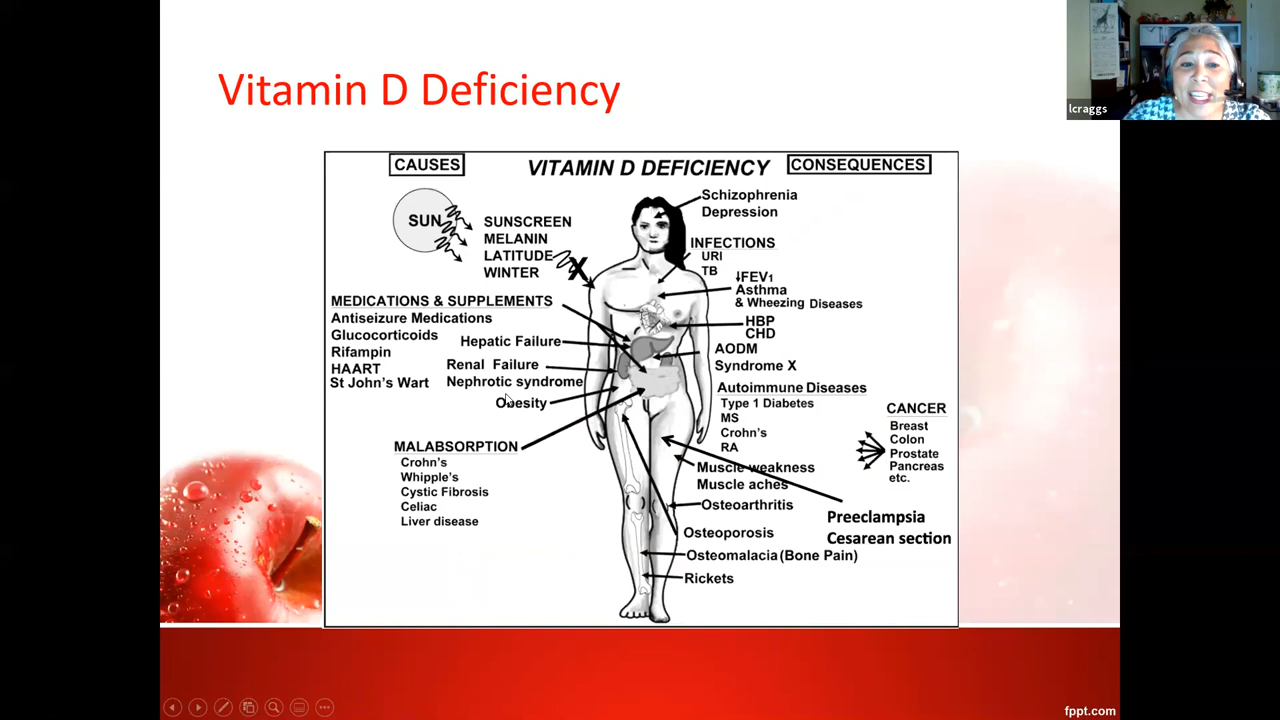 Vitamin D Deficiency
lcraggs
CAUSES
VITAMIN D DEFICIENCY
CONSEQUENCES
SUN
SUNSCREEN
MELANIN
LATITUDE
WINTER
X
MEDICATIONS & SUPPLEMENTS
Antiseizure Medications
Glucocorticoids
Rifampin
HAART
St John's Wart
Hepatic Failure
Renal Failure
Nephrotic syndrome
Obesity
MALABSORPTION
Crohn's
Whipple's
Cystic Fibrosis
Celiac
Liver disease
Schizophrenia
Depression
INFECTIONS
URI
TB
↓FEV₁
Asthma
& Wheezing Diseases
HBP
CHD
AODM
Syndrome X
Autoimmune Diseases
Type 1 Diabetes
MS
Crohn's
RA
Muscle weakness
Muscle aches
Osteoarthritis
Osteoporosis
Osteomalacia (Bone Pain)
Rickets
CANCER
Breast
Colon
Prostate
Pancreas
etc.
Preeclampsia
Cesarean section
fppt.com